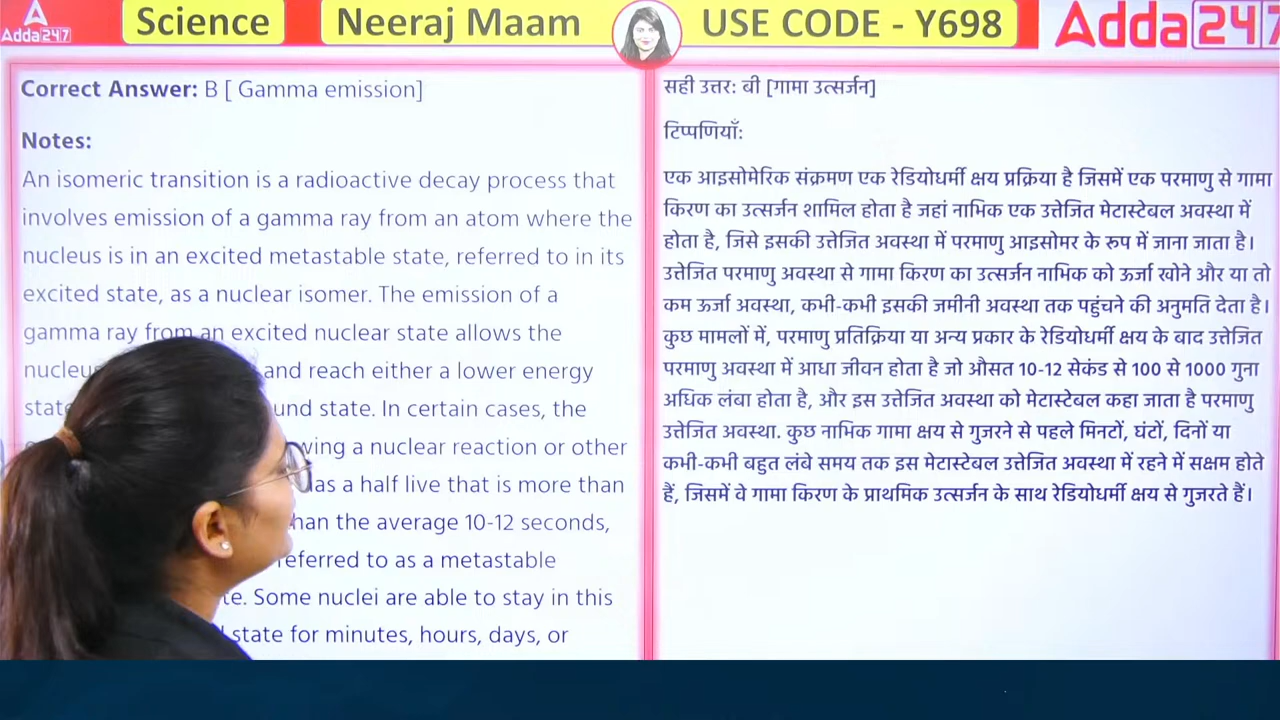 Adda247
Science
Neeraj Maam
USE CODE - Y698
Adda247
Correct Answer: B [ Gamma emission]
Notes:
An isomeric transition is a radioactive decay process that
involves emission of a gamma ray from an atom where the
nucleus is in an excited metastable state, referred to in its
excited state, as a nuclear isomer. The emission of a
gamma ray from an excited nuclear state allows the
nucleus and reach either a lower energy
state und state. In certain cases, the
wing a nuclear reaction or other
has a half live that is more than
than the average 10-12 seconds,
referred to as a metastable
te. Some nuclei are able to stay in this
state for minutes, hours, days, or
सही उत्तर: बी [गामा उत्सर्जन]
टिप्पणियाँ:
एक आइसोमेरिक संक्रमण एक रेडियोधर्मी क्षय प्रक्रिया है जिसमें एक परमाणु से गामा
किरण का उत्सर्जन शामिल होता है जहां नाभिक एक उत्तेजित मेटास्टेबल अवस्था में
होता है, जिसे इसकी उत्तेजित अवस्था में परमाणु आइसोमर के रूप में जाना जाता है।
उत्तेजित परमाणु अवस्था से गामा किरण का उत्सर्जन नाभिक को ऊर्जा खोने और या तो
कम ऊर्जा अवस्था, कभी-कभी इसकी जमीनी अवस्था तक पहुंचने की अनुमति देता है।
कुछ मामलों में, परमाणु प्रतिक्रिया या अन्य प्रकार के रेडियोधर्मी क्षय के बाद उत्तेजित
परमाणु अवस्था में आधा जीवन होता है जो औसत 10-12 सेकंड से 100 से 1000 गुना
अधिक लंबा होता है, और इस उत्तेजित अवस्था को मेटास्टेबल कहा जाता है परमाणु
उत्तेजित अवस्था. कुछ नाभिक गामा क्षय से गुजरने से पहले मिनटों, घंटों, दिनों या
कभी-कभी बहुत लंबे समय तक इस मेटास्टेबल उत्तेजित अवस्था में रहने में सक्षम होते
हैं, जिसमें वे गामा किरण के प्राथमिक उत्सर्जन के साथ रेडियोधर्मी क्षय से गुजरते हैं।